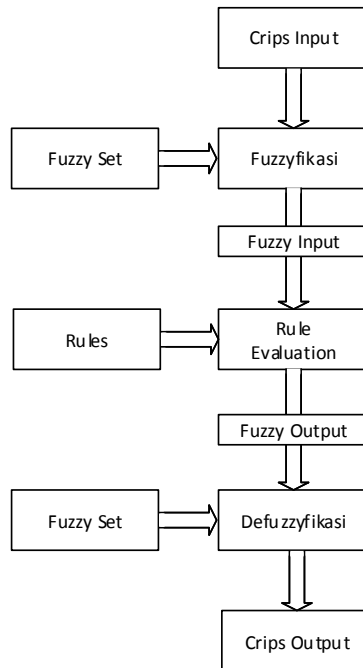 Crips Input
Fuzzy Set
Fuzzyfikasi
Fuzzy Input
Rules
Rule
Evaluation
Fuzzy Output
Fuzzy Set
Defuzzyfikasi
Crips Output